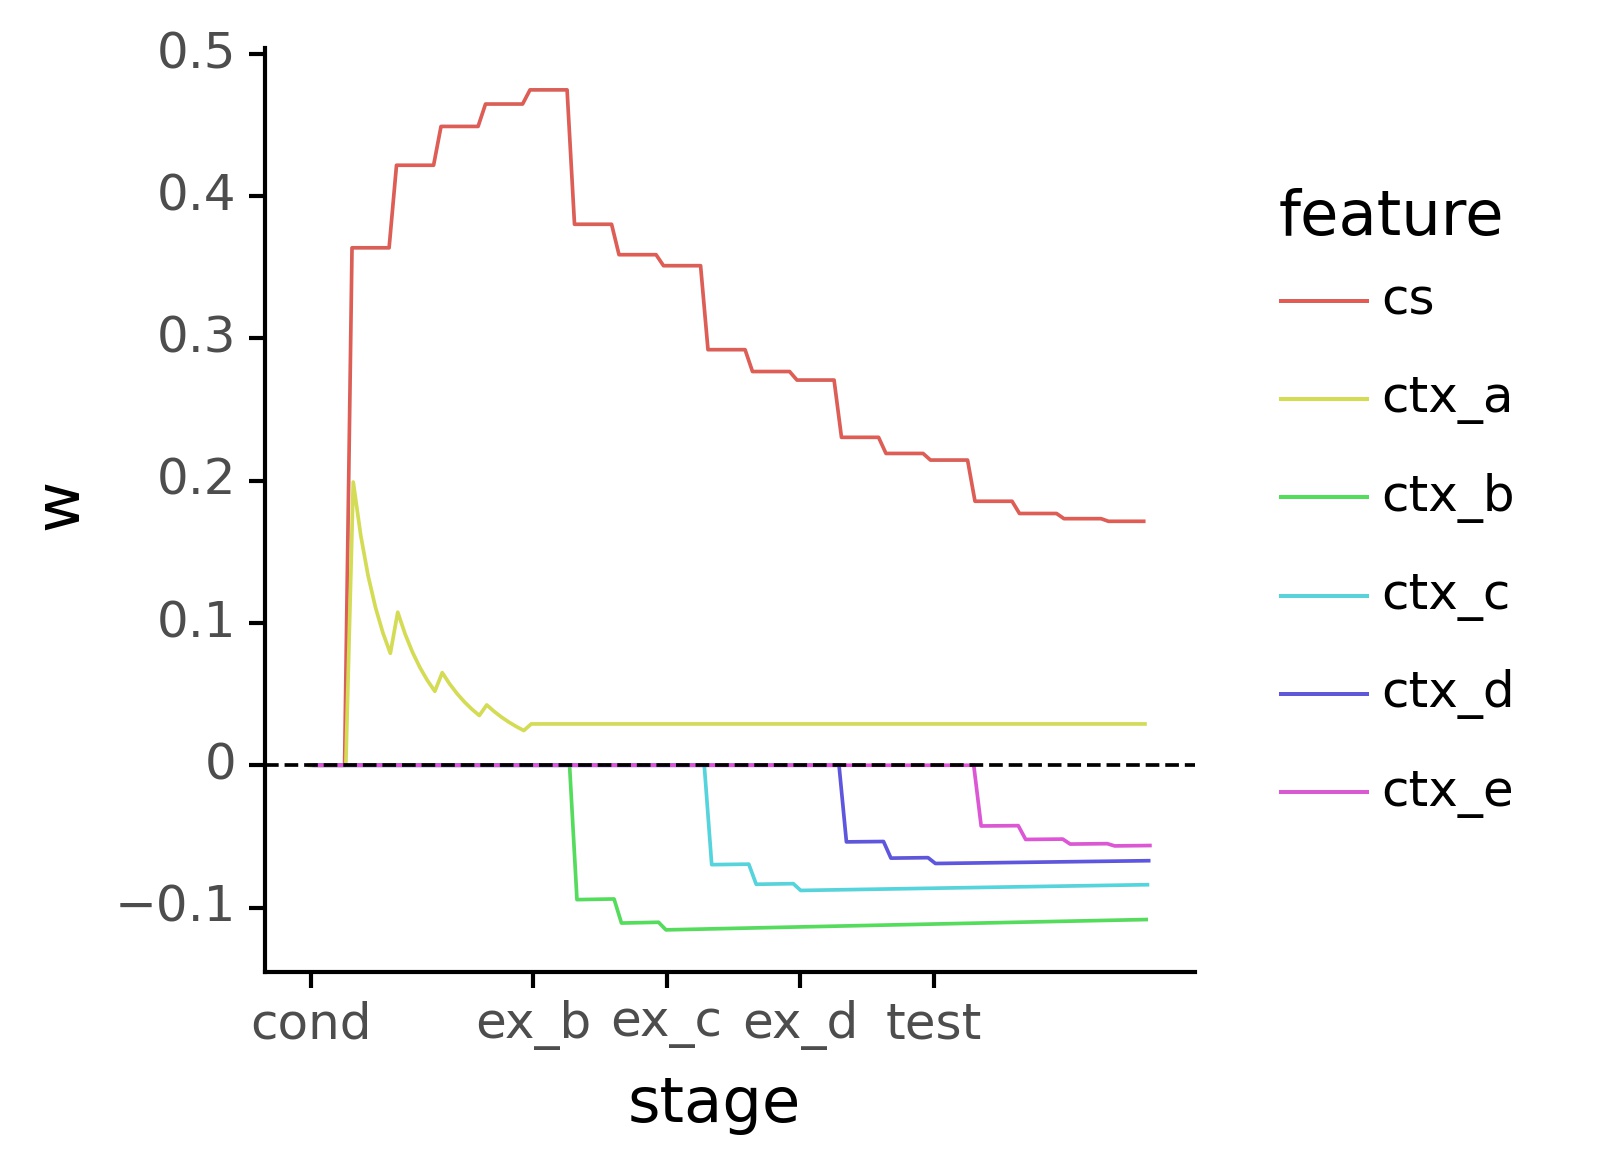 0.5
0.4
0.3
0.2
0.1
0
−0.1
w
cond ex_b ex_c ex_d test
stage
feature
cs
ctx_a
ctx_b
ctx_c
ctx_d
ctx_e